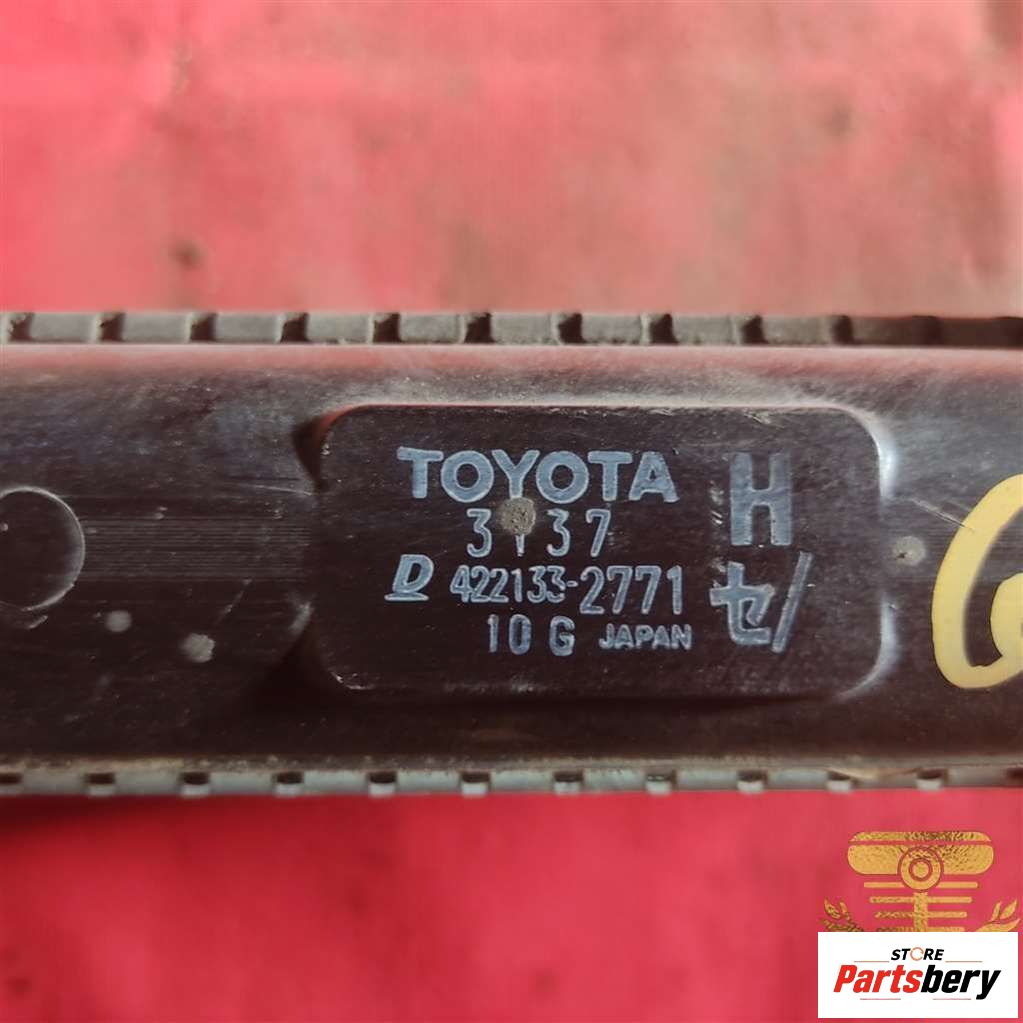 TOYOTA H
3137
D 422133-2771 セ/
10 G JAPAN
STORE
Partsbery